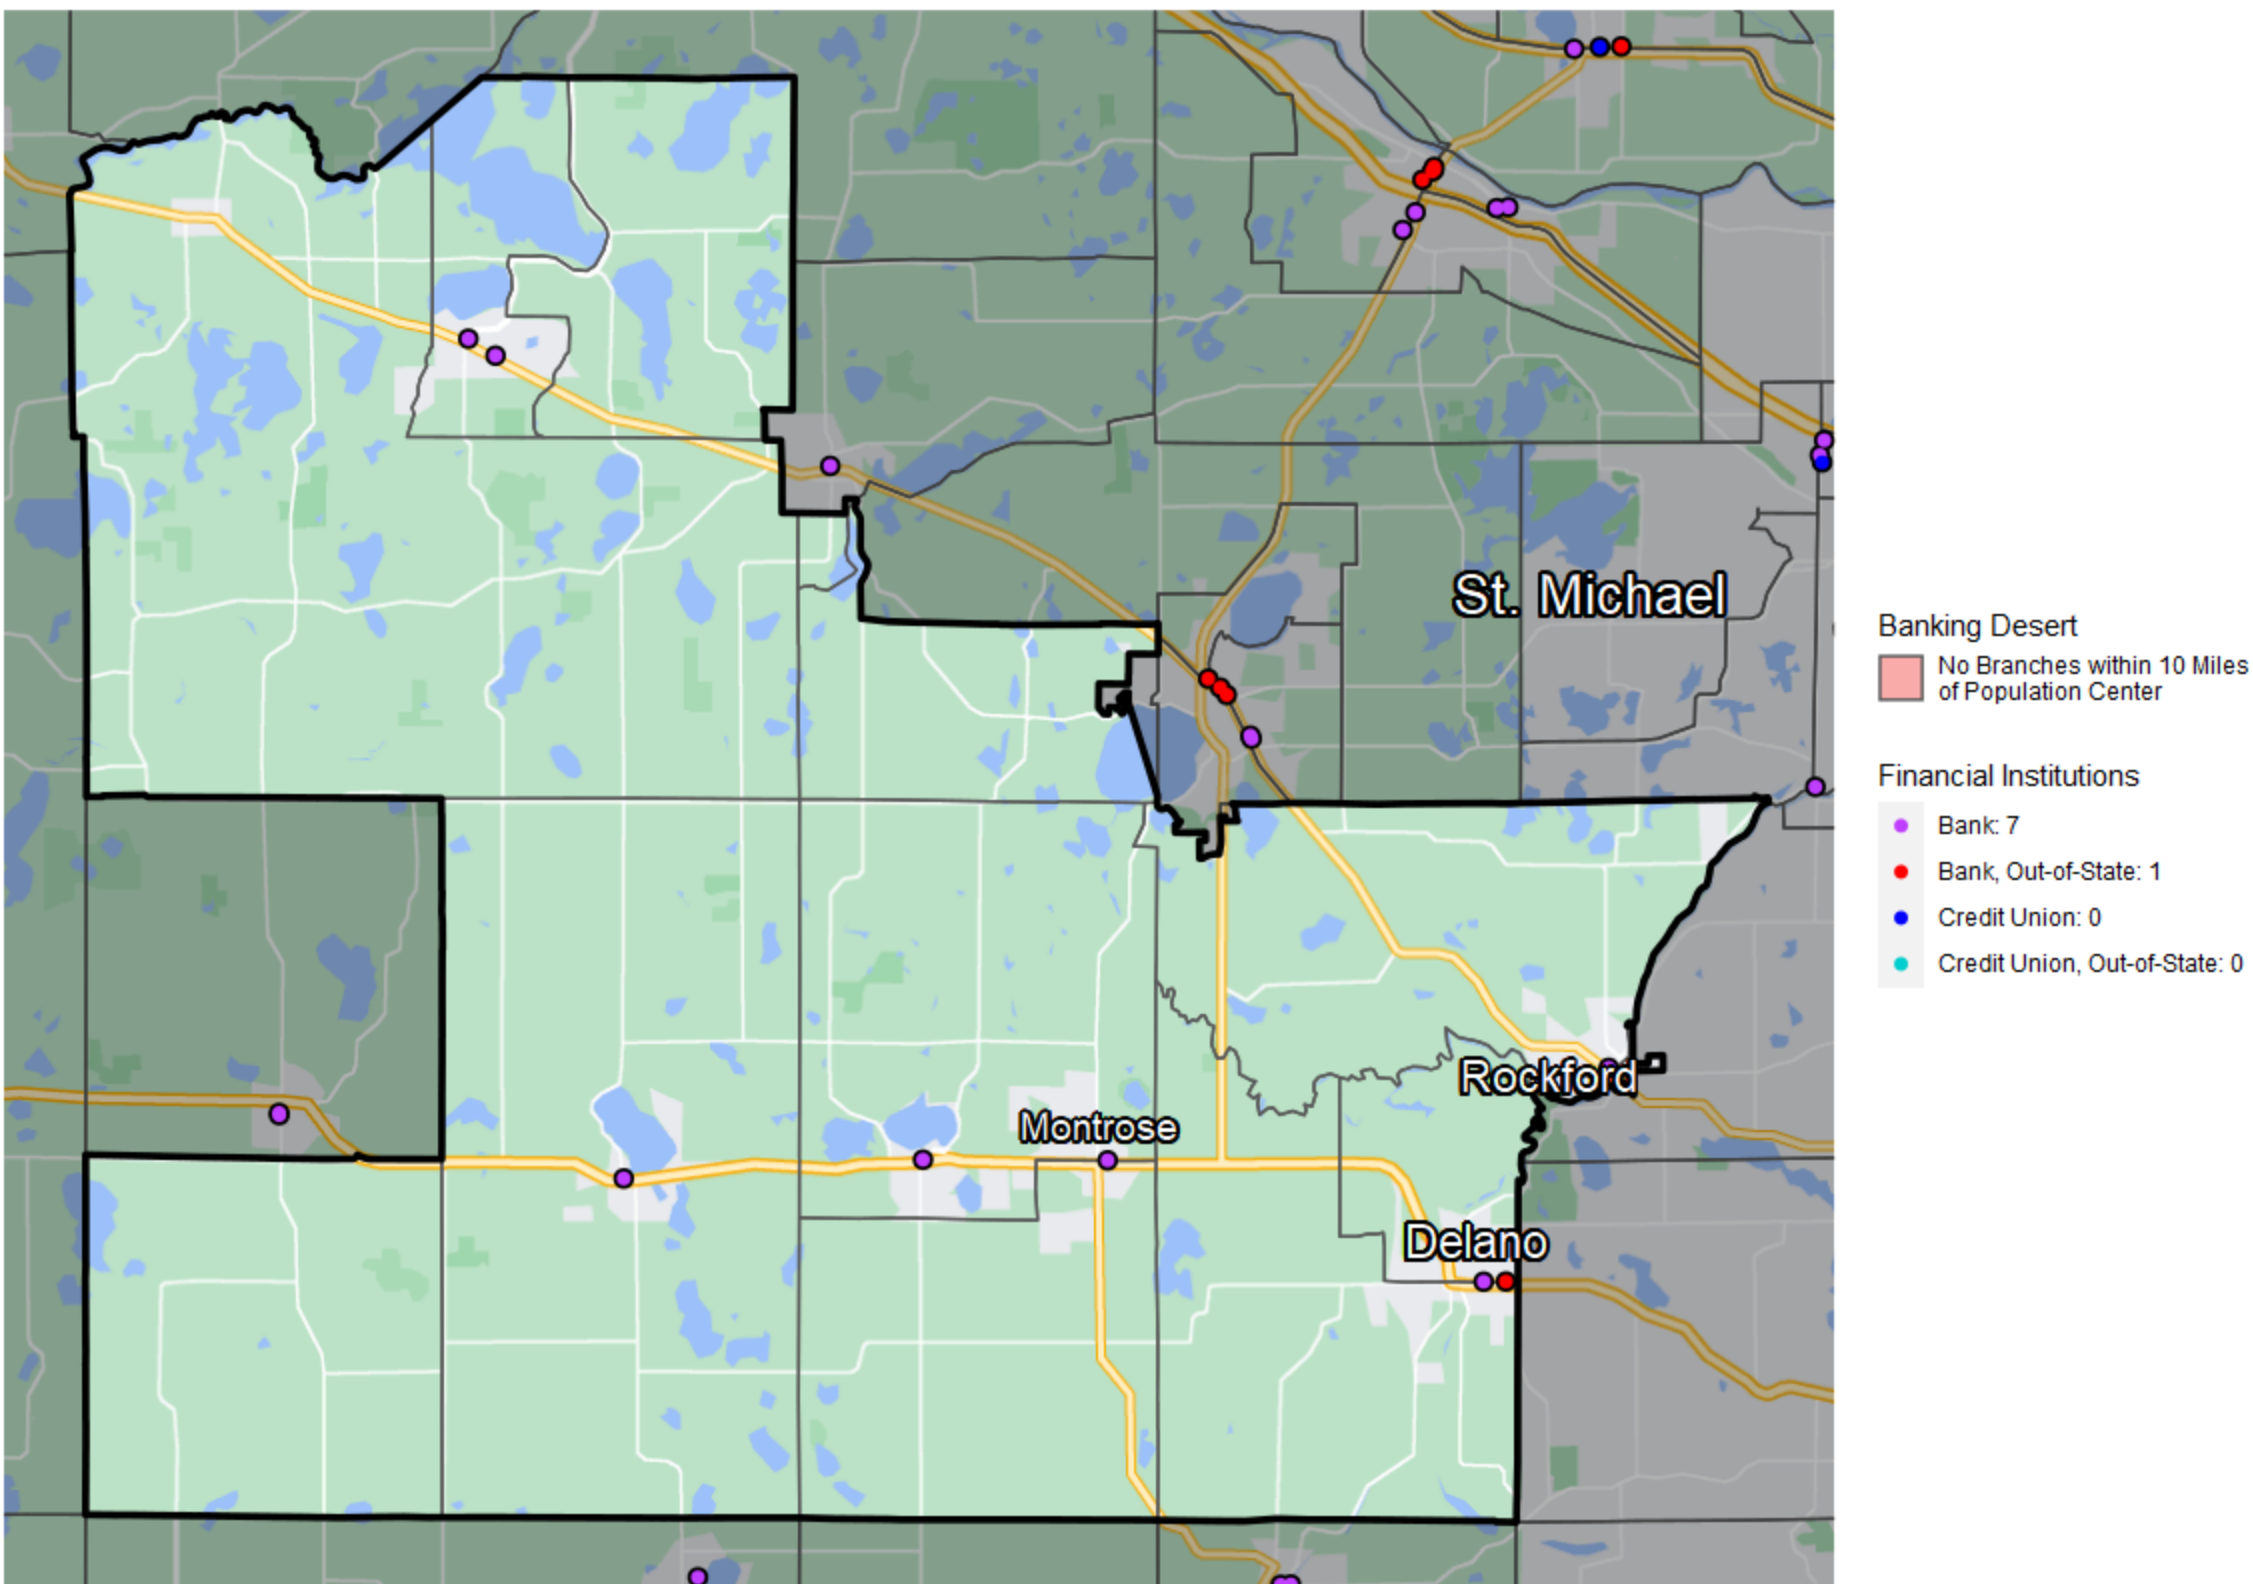 St. Michael
Rockford
Montrose
Delano
Banking Desert
No Branches within 10 Miles
of Population Center
Financial Institutions
Bank: 7
Bank, Out-of-State: 1
Credit Union: 0
Credit Union, Out-of-State: 0